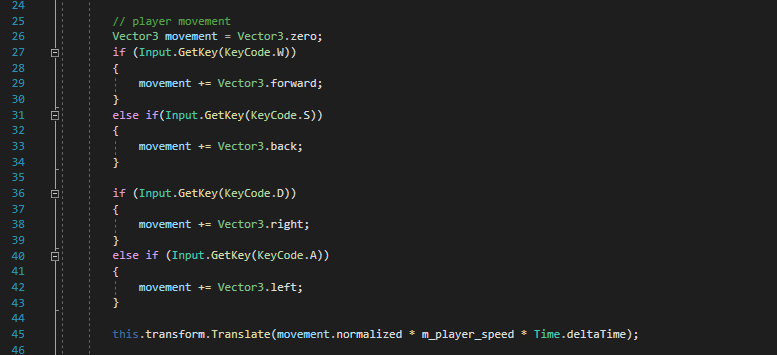 24
25 // player movement
26 Vector3 movement = Vector3.zero;
27 if (Input.GetKey(KeyCode.W))
28 {
29 movement += Vector3.forward;
30 }
31 else if(Input.GetKey(KeyCode.S))
32 {
33 movement += Vector3.back;
34 }
35
36 if (Input.GetKey(KeyCode.D))
37 {
38 movement += Vector3.right;
39 }
40 else if (Input.GetKey(KeyCode.A))
41 {
42 movement += Vector3.left;
43 }
44
45 this.transform.Translate(movement.normalized * m_player_speed * Time.deltaTime);
46